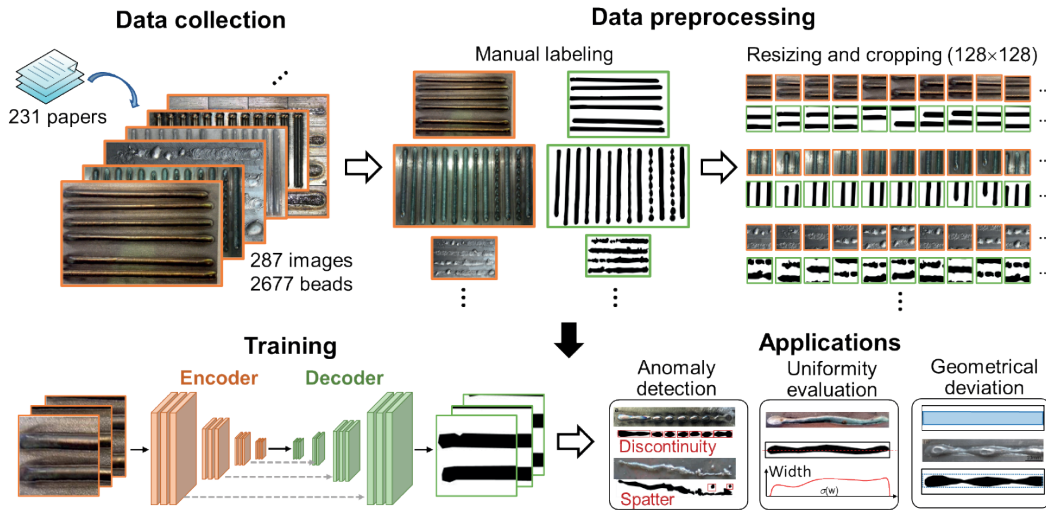 Data collection
231 papers
287 images
2677 beads
Data preprocessing
Manual labeling
Resizing and cropping (128×128)
Training
Encoder
Decoder
Applications
Anomaly
detection
Discontinuity
Spatter
Uniformity
evaluation
Width
σ(w)
Geometrical
deviation